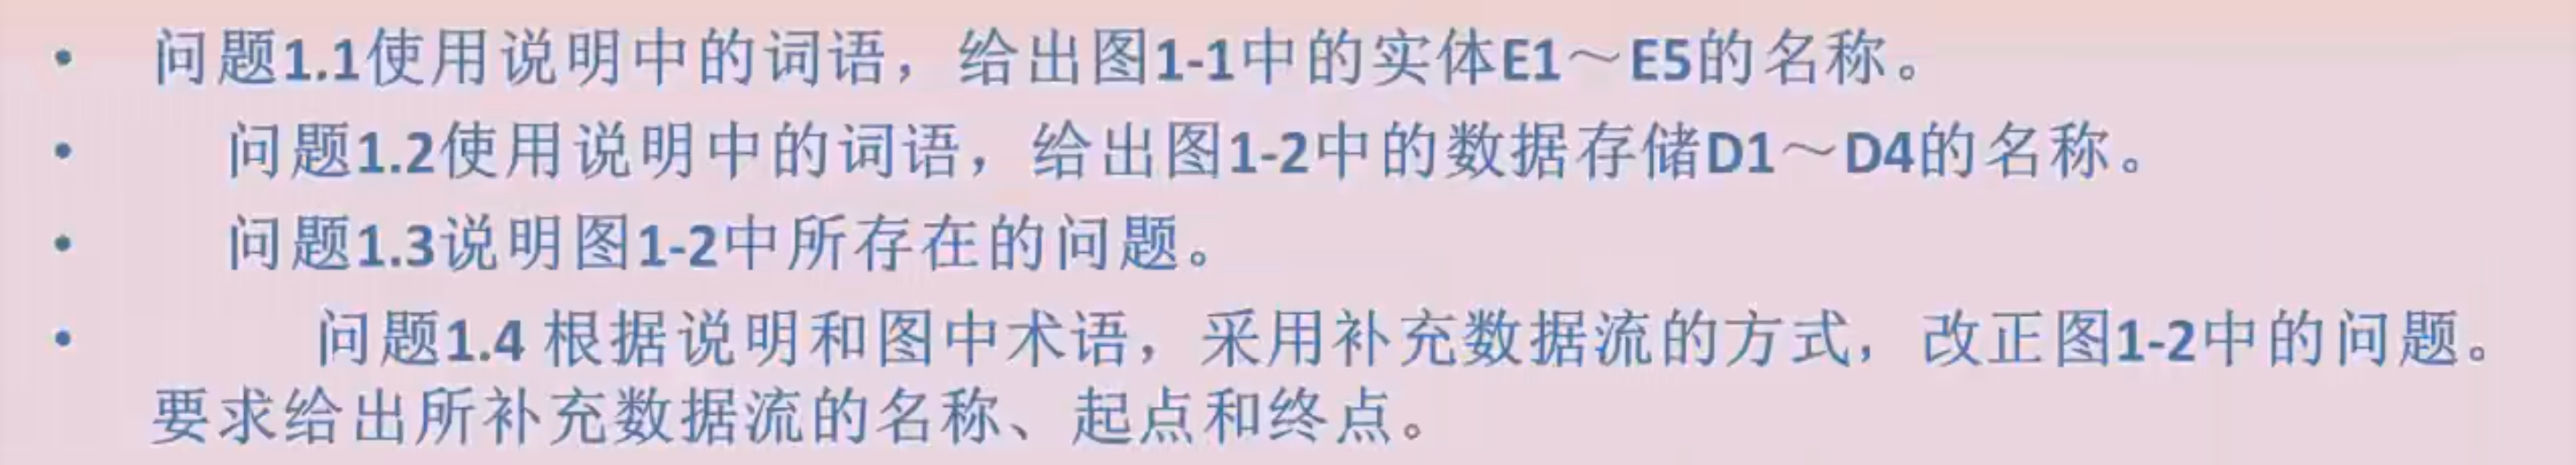 • 问题1.1使用说明中的词语，给出图1-1中的实体E1～E5的名称。
• 问题1.2使用说明中的词语，给出图1-2中的数据存储D1～D4的名称。
• 问题1.3说明图1-2中所存在的问题。
• 问题1.4 根据说明和图中术语，采用补充数据流的方式，改正图1-2中的问题。
要求给出所补充数据流的名称、起点和终点。